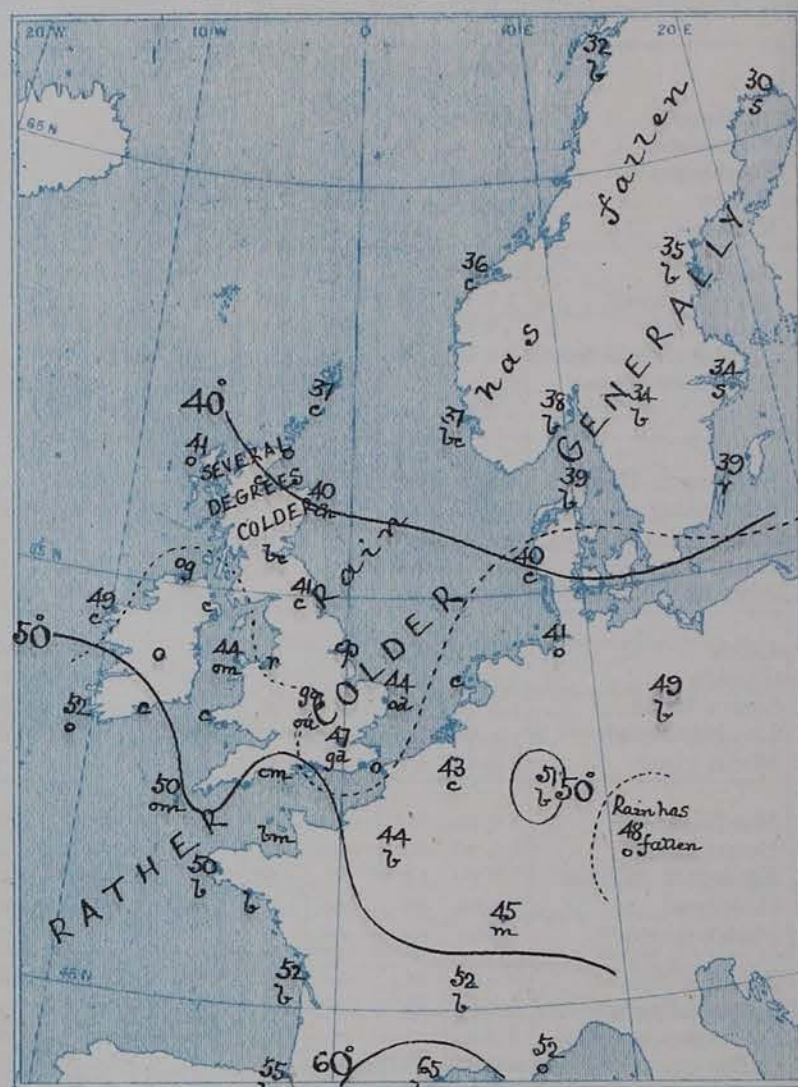 20 W 10 W 0 10 E 20 E
32
b
30
s
65 N
fallen
has
36
c
35
b
GENERALLY
34
s
37
c
40°
41
o
SEVERAL
DEGREES
COLDER
37
bc
38
b
34
b
39
b
39
r
40
Rain
bc
40
c
og
41
c
49
c
c
50°
o
44
om
r
COLDER
41
o
44
od
c
52
o
c
c
49
b
47
gd
o
43
c
51
b
50°
50
om
cm
Rain has
48 fallen
o
bm
44
b
RATHER
50
b
b
45
m
45 N
52
b
52
b
60°
55
65
52
o